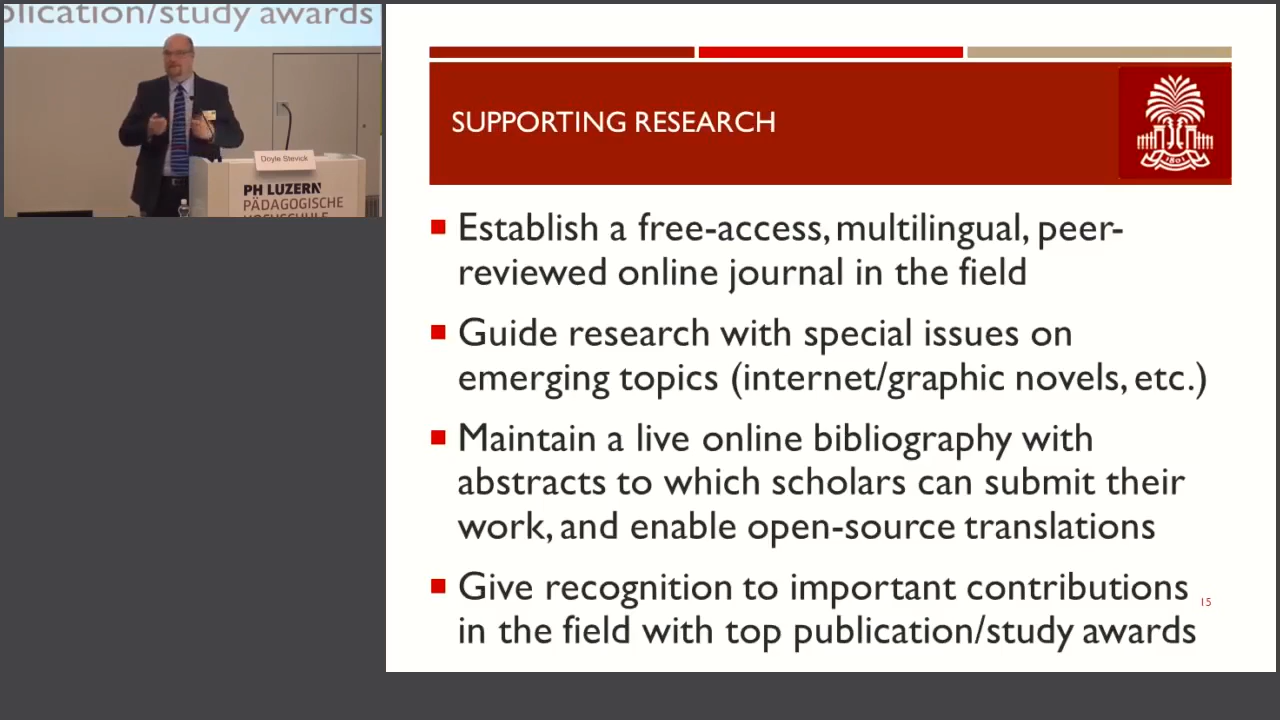 plication/study awards
Doyle Stevick
PH LUZERN
PÄDAGOGISCHE
HOCHSCHULE
SUPPORTING RESEARCH
1801
Establish a free-access, multilingual, peer-
reviewed online journal in the field
Guide research with special issues on
emerging topics (internet/graphic novels, etc.)
Maintain a live online bibliography with
abstracts to which scholars can submit their
work, and enable open-source translations
Give recognition to important contributions
in the field with top publication/study awards
15